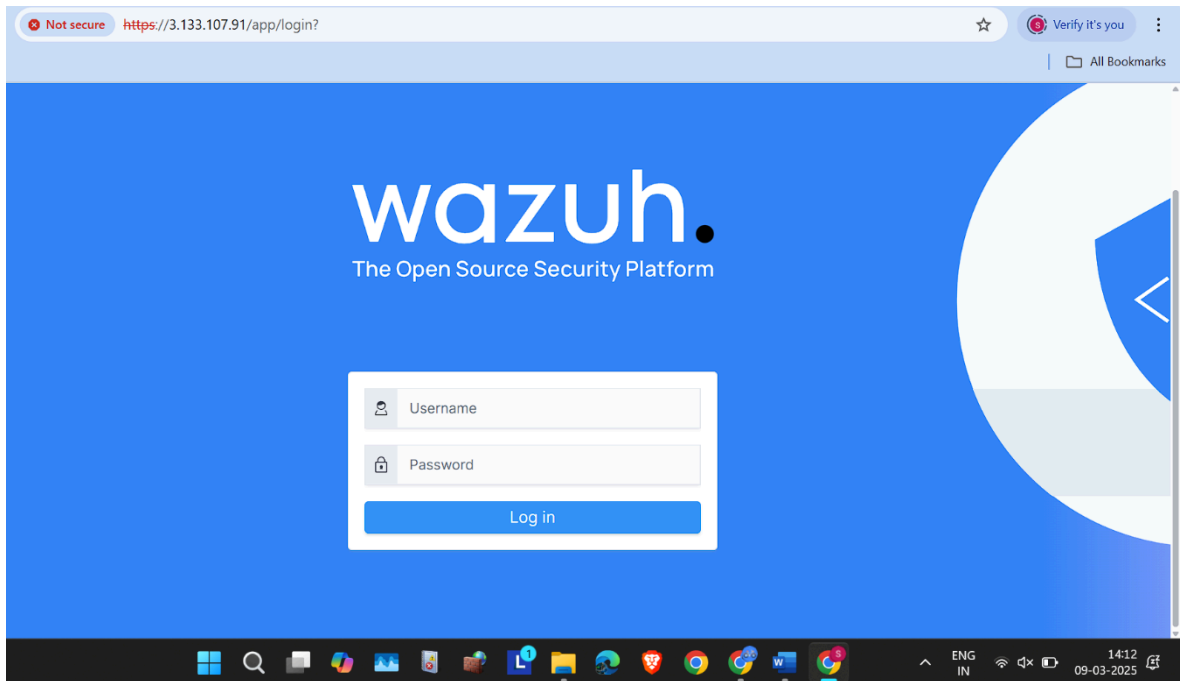 Not secure https://3.133.107.91/app/login? S Verify it's you
All Bookmarks
wazuh.
The Open Source Security Platform
Username
Password
Log in
L 1 W S ENG 14:12
IN 09-03-2025